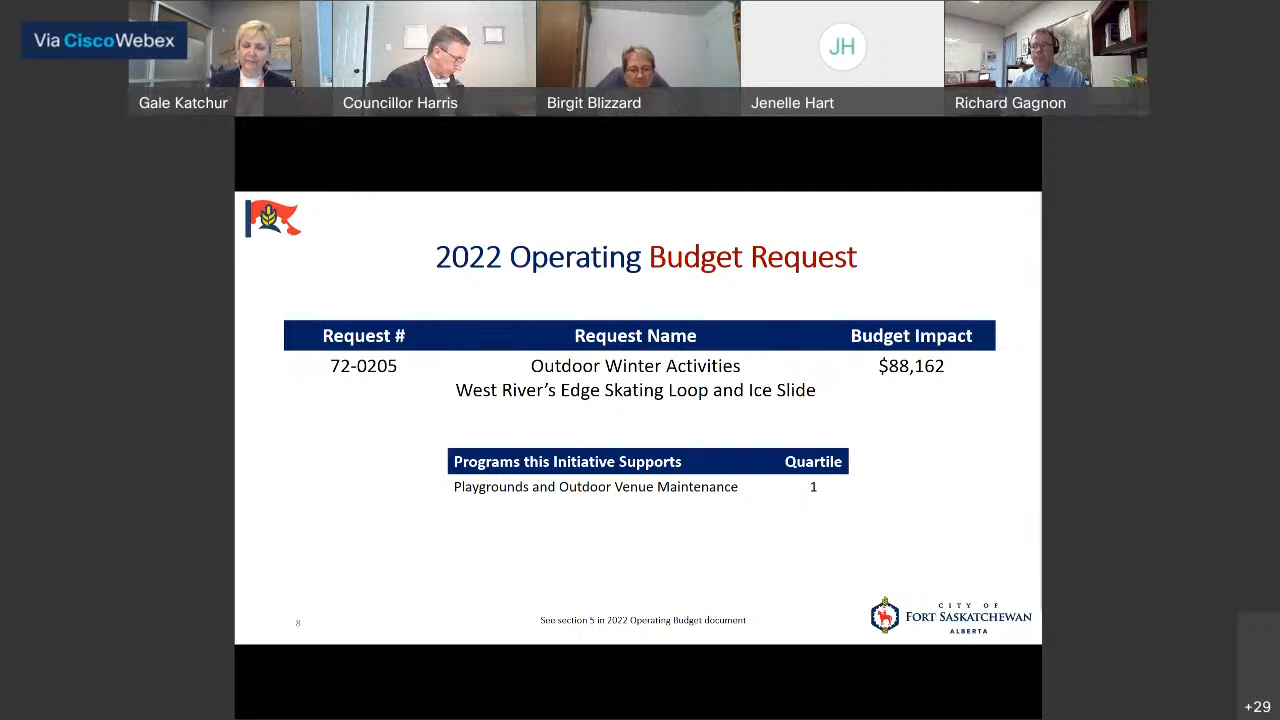 Via CiscoWebex
Gale Katchur
Councillor Harris
Birgit Blizzard
JH
Jenelle Hart
Richard Gagnon
2022 Operating Budget Request
Request # Request Name Budget Impact
72-0205 Outdoor Winter Activities $88,162
West River's Edge Skating Loop and Ice Slide
Programs this Initiative Supports Quartile
Playgrounds and Outdoor Venue Maintenance 1
8
See section 5 in 2022 Operating Budget document
CITY OF
FORT SASKATCHEWAN
ALBERTA
+29